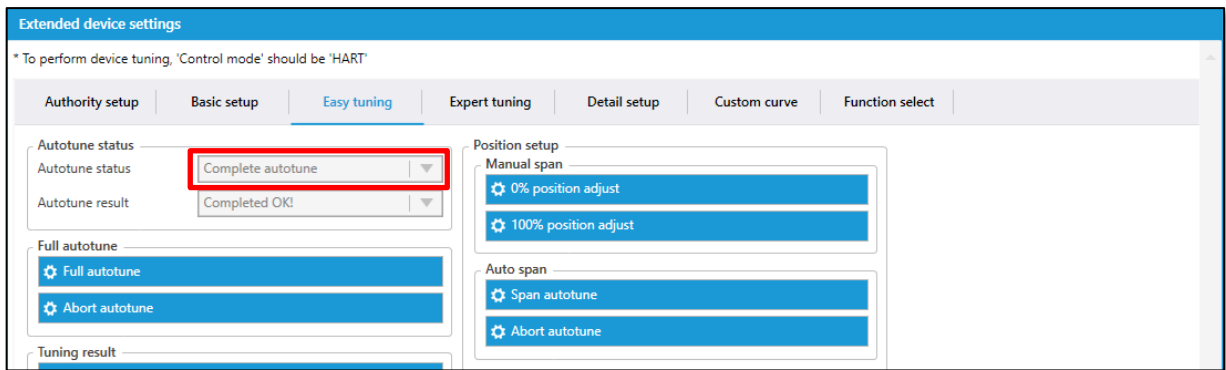 Extended device settings
* To perform device tuning, 'Control mode' should be 'HART'
Authority setup Basic setup Easy tuning Expert tuning Detail setup Custom curve Function select
Autotune status
Autotune status Complete autotune
Autotune result Completed OK!
Full autotune
Full autotune
Abort autotune
Tuning result
Position setup
Manual span
0% position adjust
100% position adjust
Auto span
Span autotune
Abort autotune